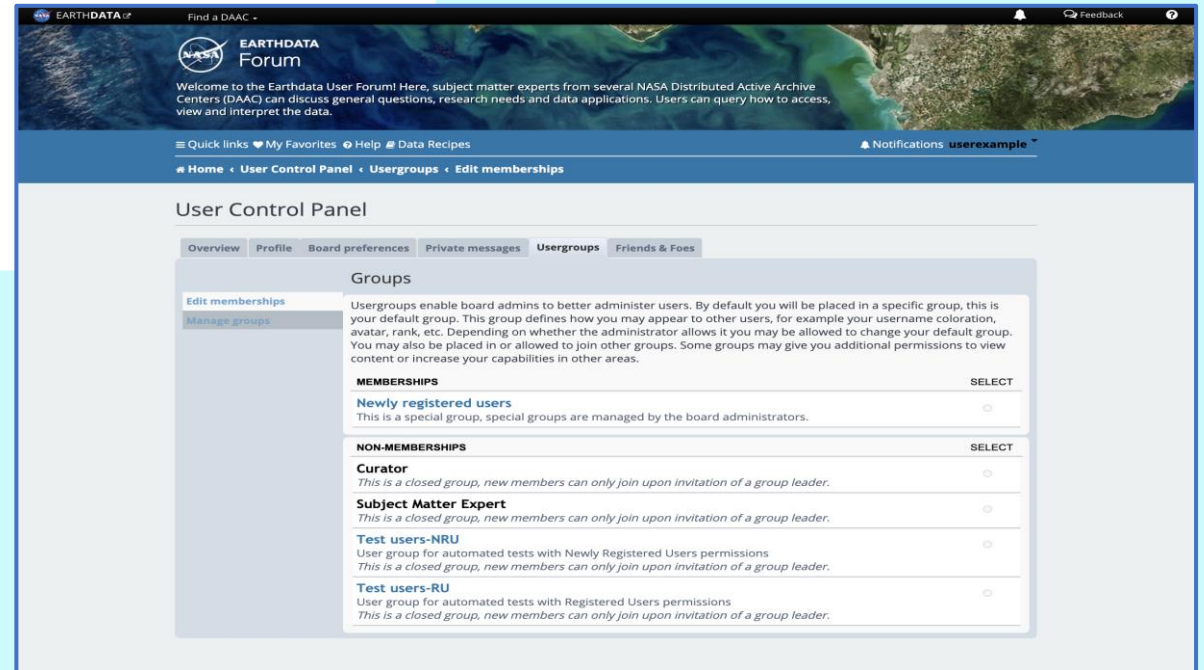 EARTHDATA Find a DAAC Feedback
NASA EARTHDATA
Forum
Welcome to the Earthdata User Forum! Here, subject matter experts from several NASA Distributed Active Archive
Centers (DAAC) can discuss general questions, research needs and data applications. Users can query how to access,
view and interpret the data.
Quick links My Favorites Help Data Recipes Notifications userexample
Home ‹ User Control Panel ‹ Usergroups ‹ Edit memberships
User Control Panel
Overview Profile Board preferences Private messages Usergroups Friends & Foes
Groups
Edit memberships
Manage groups
Usergroups enable board admins to better administer users. By default you will be placed in a specific group, this is
your default group. This group defines how you may appear to other users, for example your username coloration,
avatar, rank, etc. Depending on whether the administrator allows it you may be allowed to change your default group.
You may also be placed in or allowed to join other groups. Some groups may give you additional permissions to view
content or increase your capabilities in other areas.
MEMBERSHIPS SELECT
Newly registered users
This is a special group, special groups are managed by the board administrators.
NON-MEMBERSHIPS SELECT
Curator
This is a closed group, new members can only join upon invitation of a group leader.
Subject Matter Expert
This is a closed group, new members can only join upon invitation of a group leader.
Test users-NRU
User group for automated tests with Newly Registered Users permissions
This is a closed group, new members can only join upon invitation of a group leader.
Test users-RU
User group for automated tests with Registered Users permissions
This is a closed group, new members can only join upon invitation of a group leader.